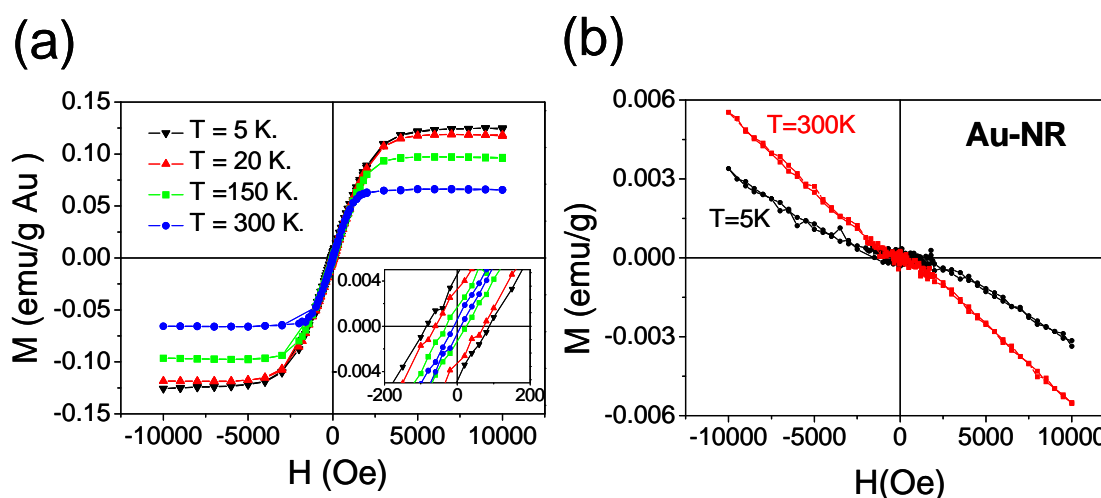 (a)
(b)
0.15
0.10
0.05
0.00
-0.05
-0.10
-0.15
M (emu/g Au)
T = 5 K.
T = 20 K.
T =150 K.
T = 300 K.
0.004
0.000
-0.004
-200
0
200
-10000
-5000
0
5000
10000
H (Oe)
0.006
0.003
0.000
-0.003
-0.006
M (emu/g)
T=300K
T=5K
Au-NR
-10000
-5000
0
5000
10000
H(Oe)